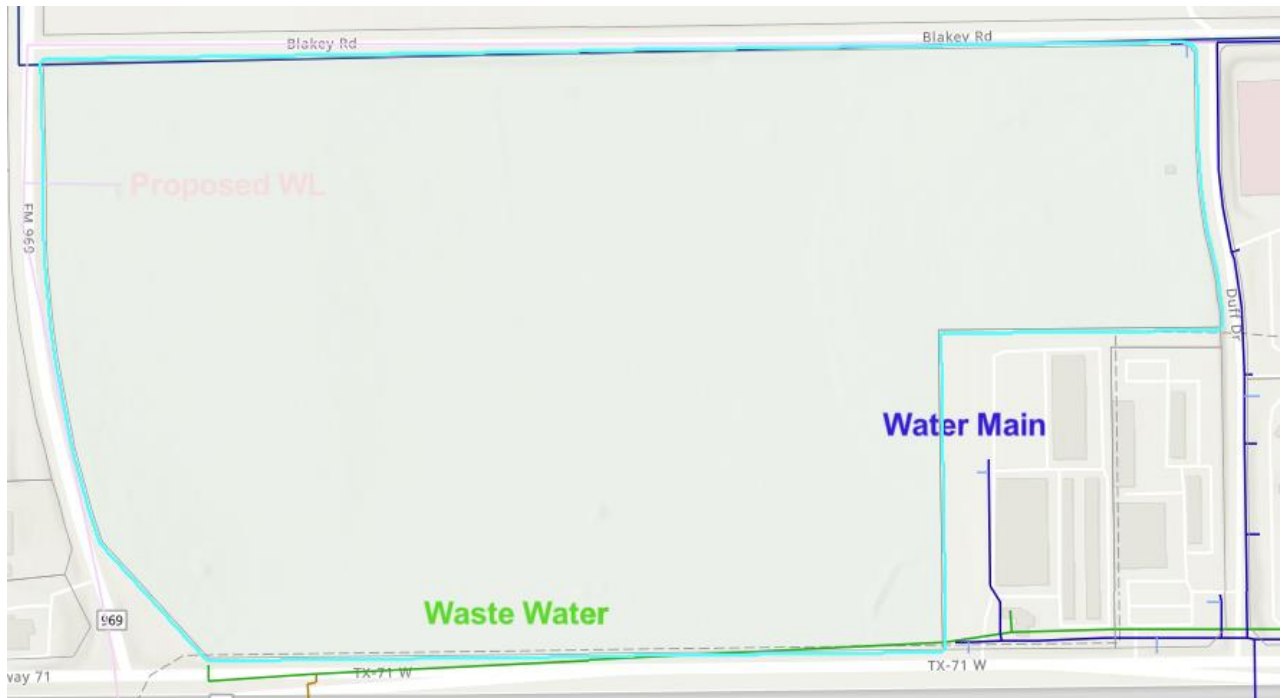 Blakey Rd
Blakey Rd
Proposed WL
FM 969
Duff Dr
Water Main
Waste Water
969
way 71
TX-71 W
TX-71 W